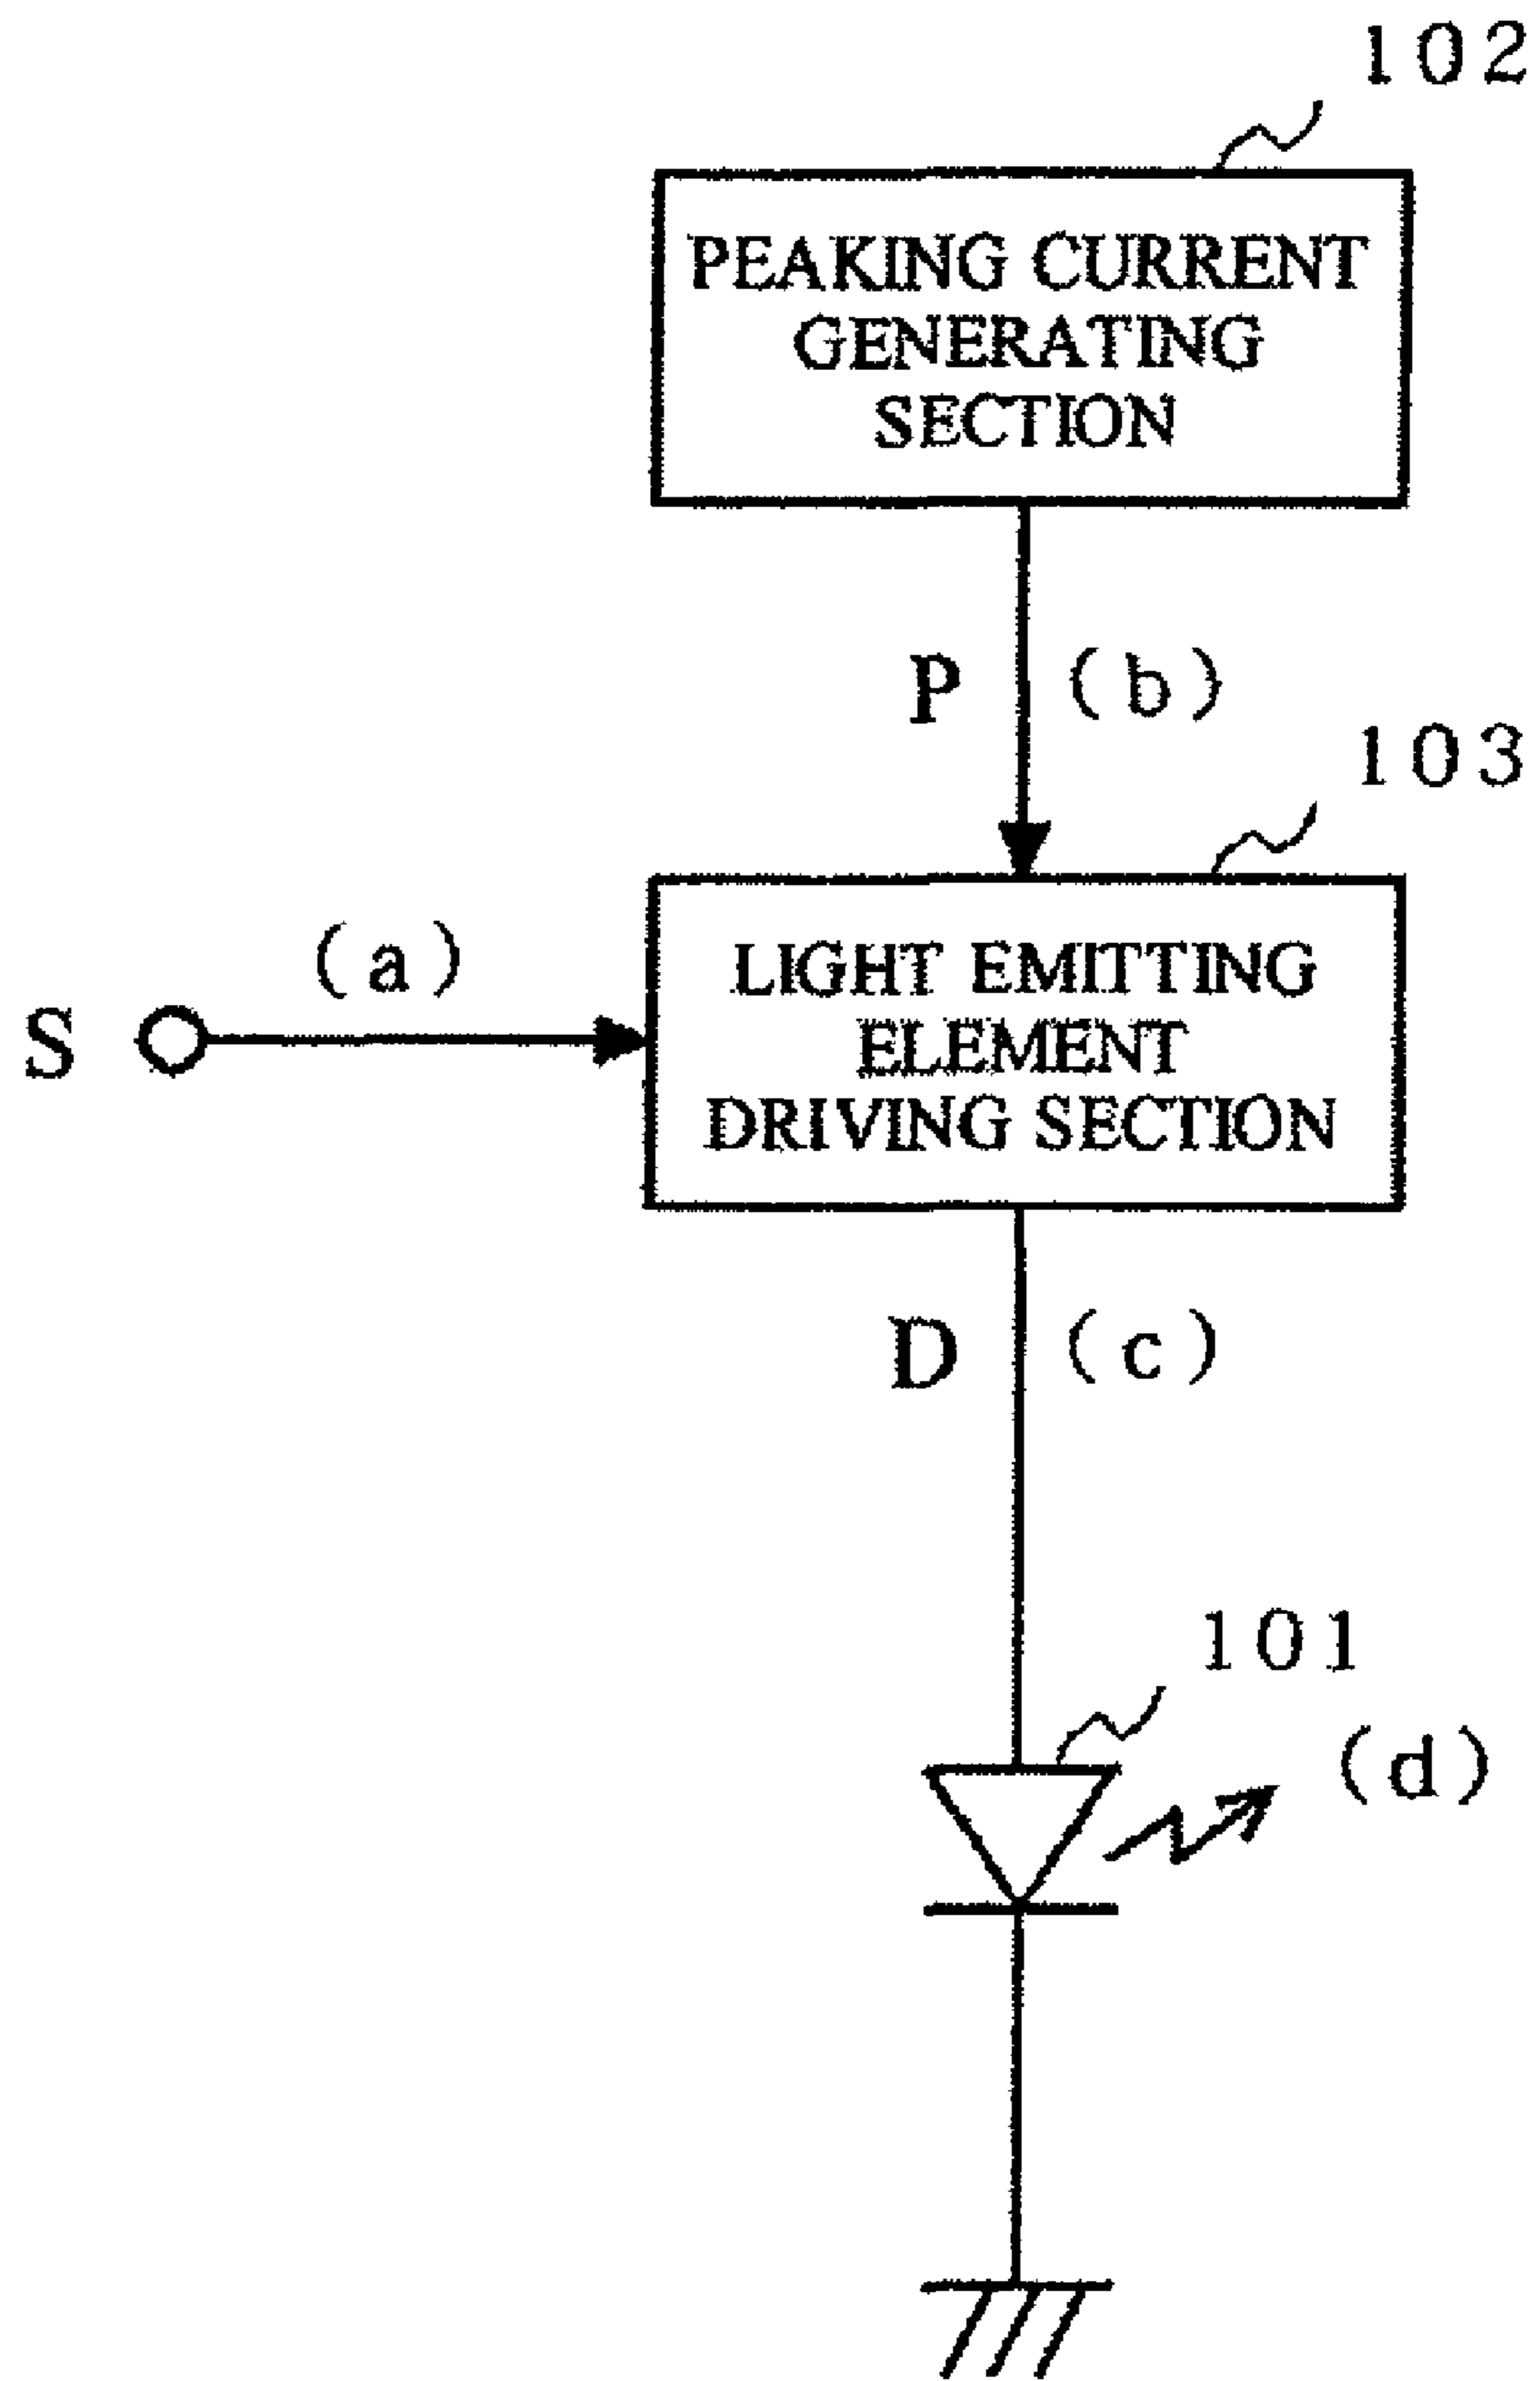 102
PEAKING CURRENT
GENERATING
SECTION
P (b)
103
(a)
S
LIGHT EMITTING
ELEMENT
DRIVING SECTION
D (c)
101
(d)